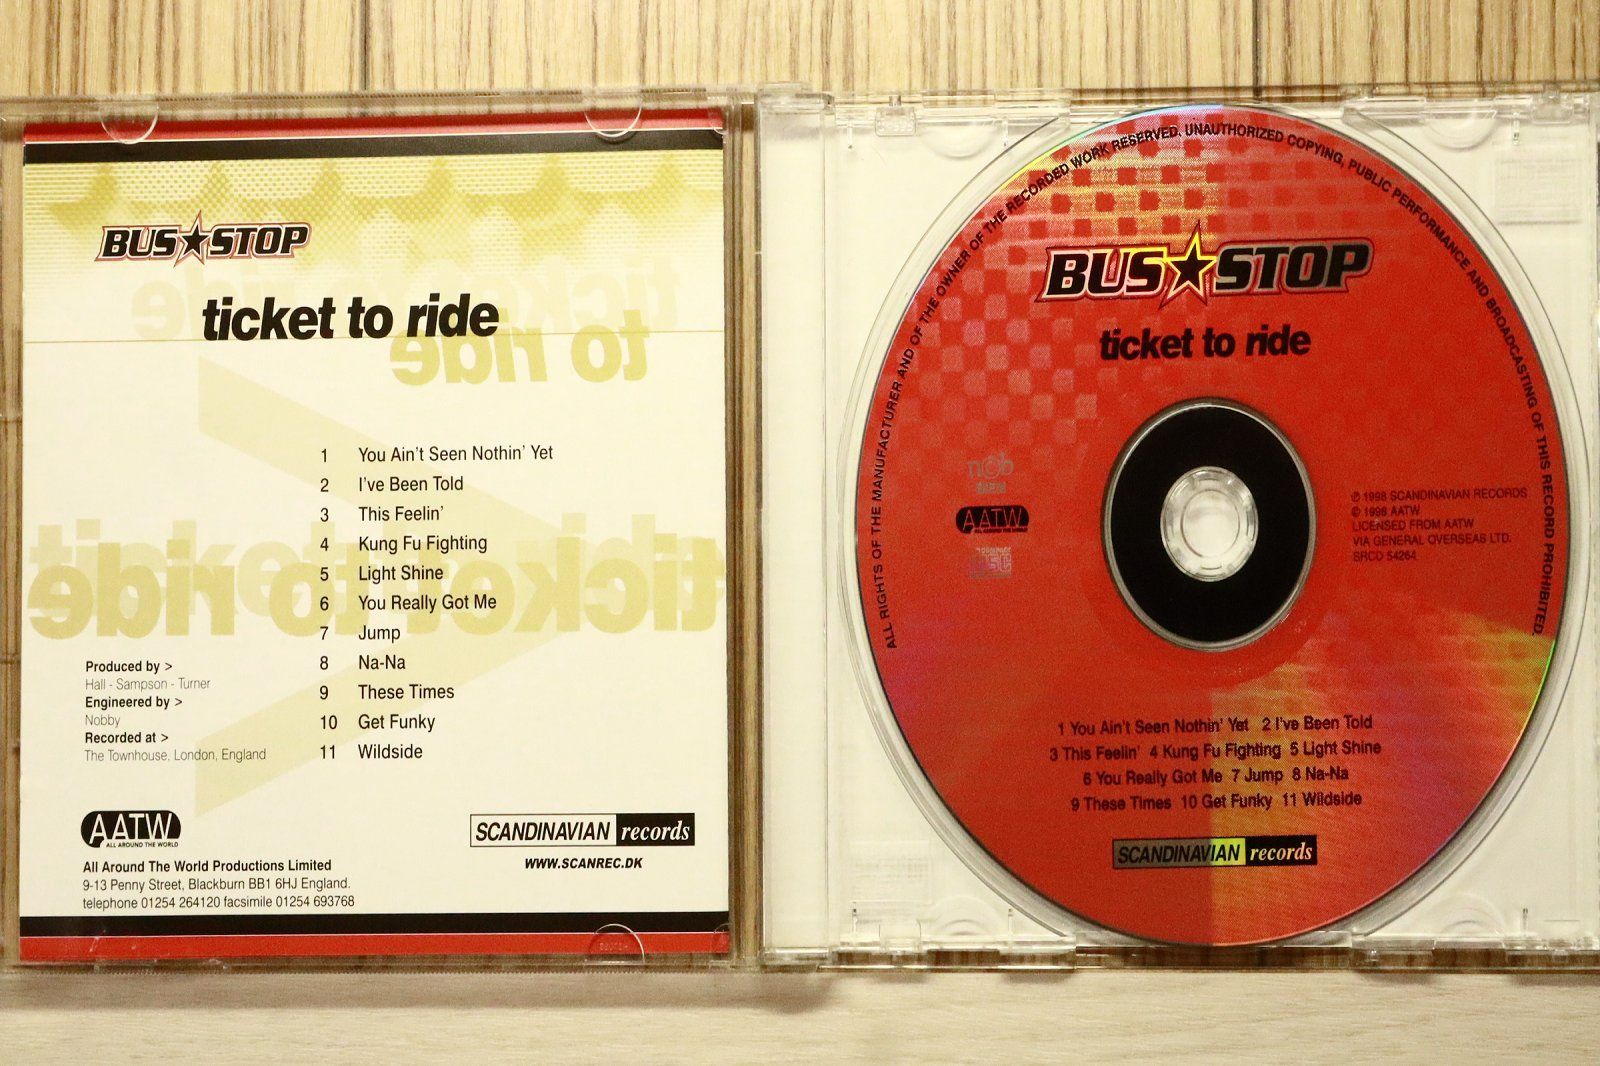 BUS STOP
ticket to ride
1 You Ain't Seen Nothin' Yet
2 I've Been Told
3 This Feelin'
4 Kung Fu Fighting
5 Light Shine
6 You Really Got Me
7 Jump
8 Na-Na
9 These Times
10 Get Funky
11 Wildside
Produced by >
Hall - Sampson - Turner
Engineered by >
Nobby
Recorded at >
The Townhouse, London, England
AATW
ALL AROUND THE WORLD
All Around The World Productions Limited
9-13 Penny Street, Blackburn BB1 6HJ England.
telephone 01254 264120 facsimile 01254 693768
SCANDINAVIAN records
WWW.SCANREC.DK
ALL RIGHTS OF THE MANUFACTURER AND OF THE OWNER OF THE RECORDED WORK RESERVED. UNAUTHORIZED COPYING, PUBLIC PERFORMANCE AND BROADCASTING OF THIS RECORD PROHIBITED.
BUS STOP
ticket to ride
ncb
AATW
ALL AROUND THE WORLD
℗ 1998 SCANDINAVIAN RECORDS
© 1998 AATW
LICENSED FROM AATW
VIA GENERAL OVERSEAS LTD.
SRCD 54264
1 You Ain't Seen Nothin' Yet 2 I've Been Told
3 This Feelin' 4 Kung Fu Fighting 5 Light Shine
6 You Really Got Me 7 Jump 8 Na-Na
9 These Times 10 Get Funky 11 Wildside
SCANDINAVIAN records